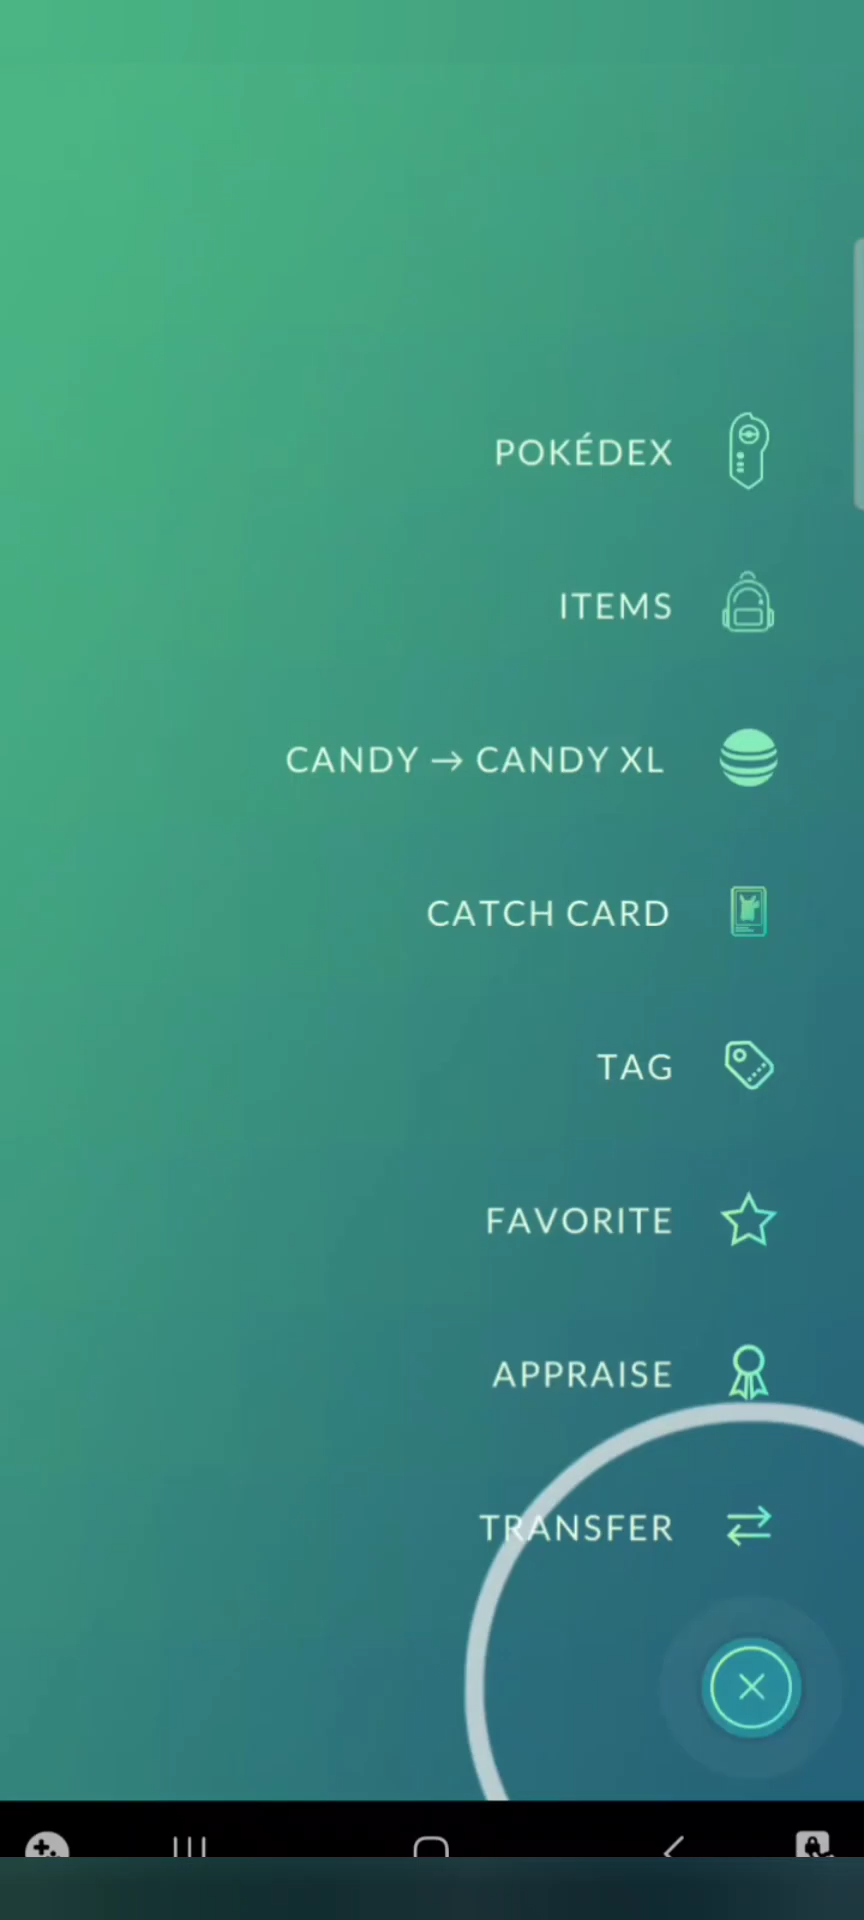 POKÉDEX
ITEMS
CANDY → CANDY XL
CATCH CARD
TAG
FAVORITE
APPRAISE
TRANSFER